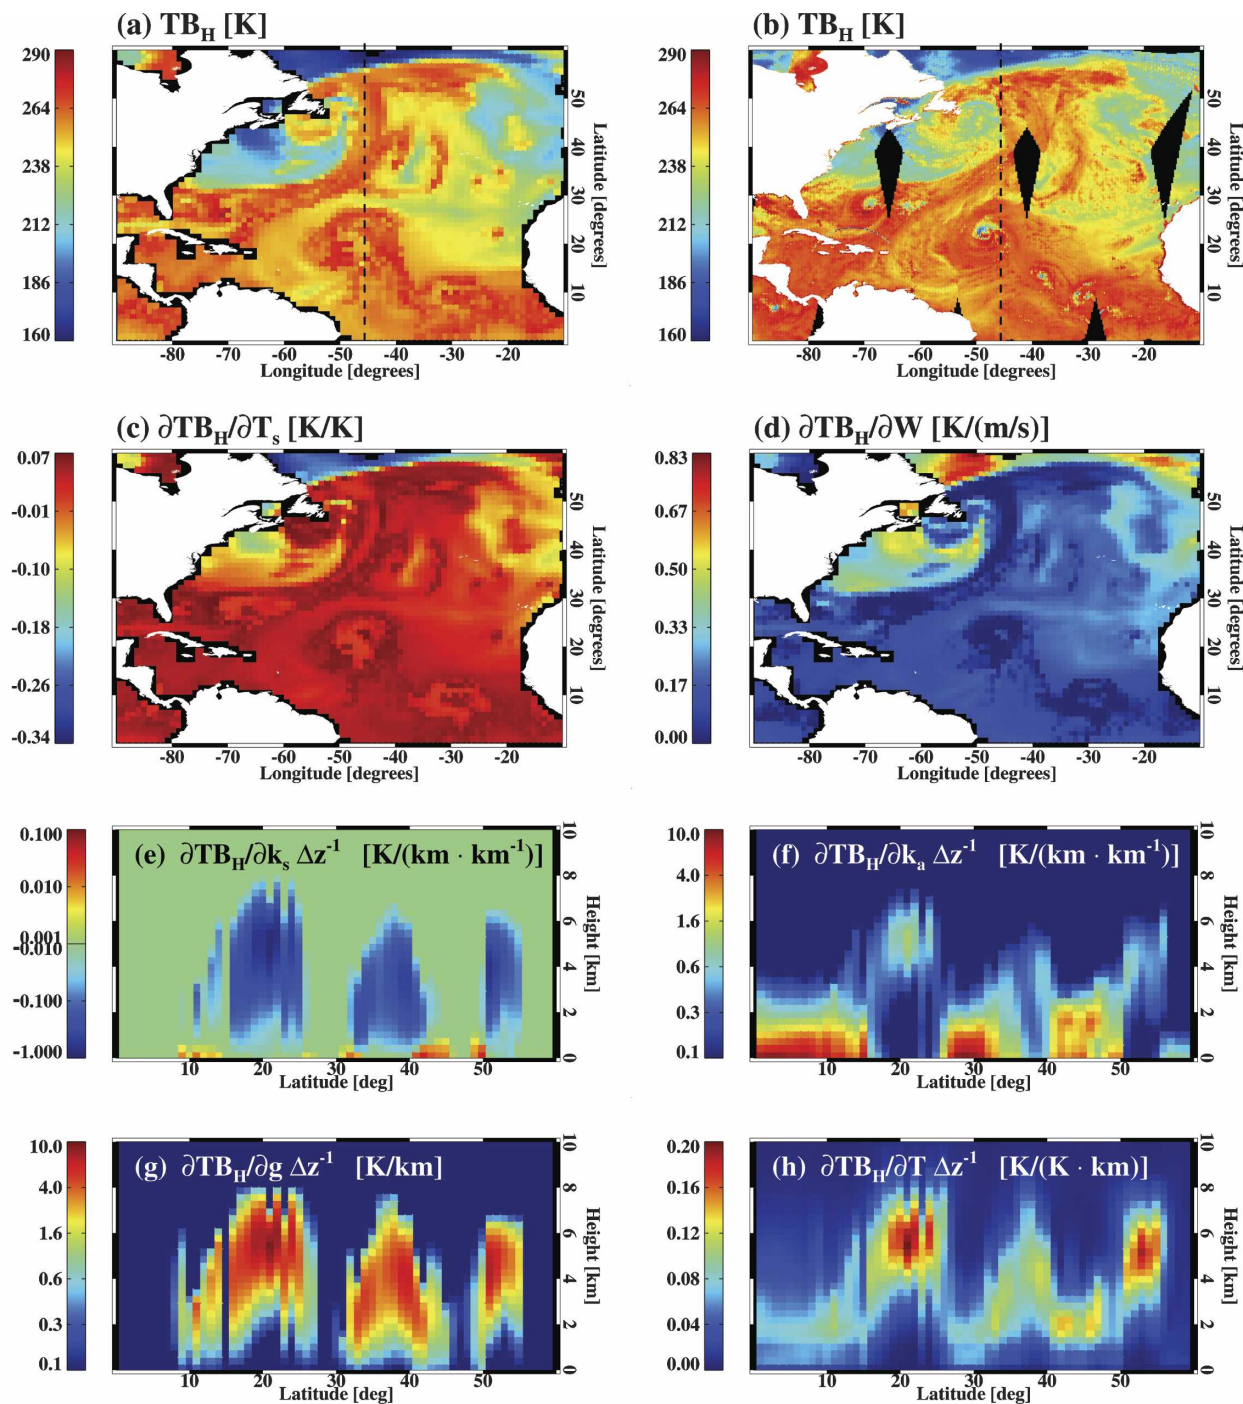 (a) TB_H [K]
290
264
238
212
186
160
50
40
30
20
10
Latitude [degrees]
-80 -70 -60 -50 -40 -30 -20
Longitude [degrees]
(b) TB_H [K]
290
264
238
212
186
160
50
40
30
20
10
Latitude [degrees]
-80 -70 -60 -50 -40 -30 -20
Longitude [degrees]
(c) ∂TB_H/∂T_s [K/K]
0.07
-0.01
-0.10
-0.18
-0.26
-0.34
50
40
30
20
10
Latitude [degrees]
-80 -70 -60 -50 -40 -30 -20
Longitude [degrees]
(d) ∂TB_H/∂W [K/(m/s)]
0.83
0.67
0.50
0.33
0.17
0.00
50
40
30
20
10
Latitude [degrees]
-80 -70 -60 -50 -40 -30 -20
Longitude [degrees]
(e) ∂TB_H/∂k_s Δz⁻¹ [K/(km · km⁻¹)]
0.100
0.010
0.001
-0.010
-0.100
-1.000
10
8
6
4
2
0
Height [km]
10 20 30 40 50
Latitude [deg]
(f) ∂TB_H/∂k_a Δz⁻¹ [K/(km · km⁻¹)]
10.0
4.0
1.6
0.6
0.3
0.1
10
8
6
4
2
0
Height [km]
10 20 30 40 50
Latitude [deg]
(g) ∂TB_H/∂g Δz⁻¹ [K/km]
10.0
4.0
1.6
0.6
0.3
0.1
10
8
6
4
2
0
Height [km]
10 20 30 40 50
Latitude [deg]
(h) ∂TB_H/∂T Δz⁻¹ [K/(K · km)]
0.20
0.16
0.12
0.08
0.04
0.00
10
8
6
4
2
0
Height [km]
10 20 30 40 50
Latitude [deg]